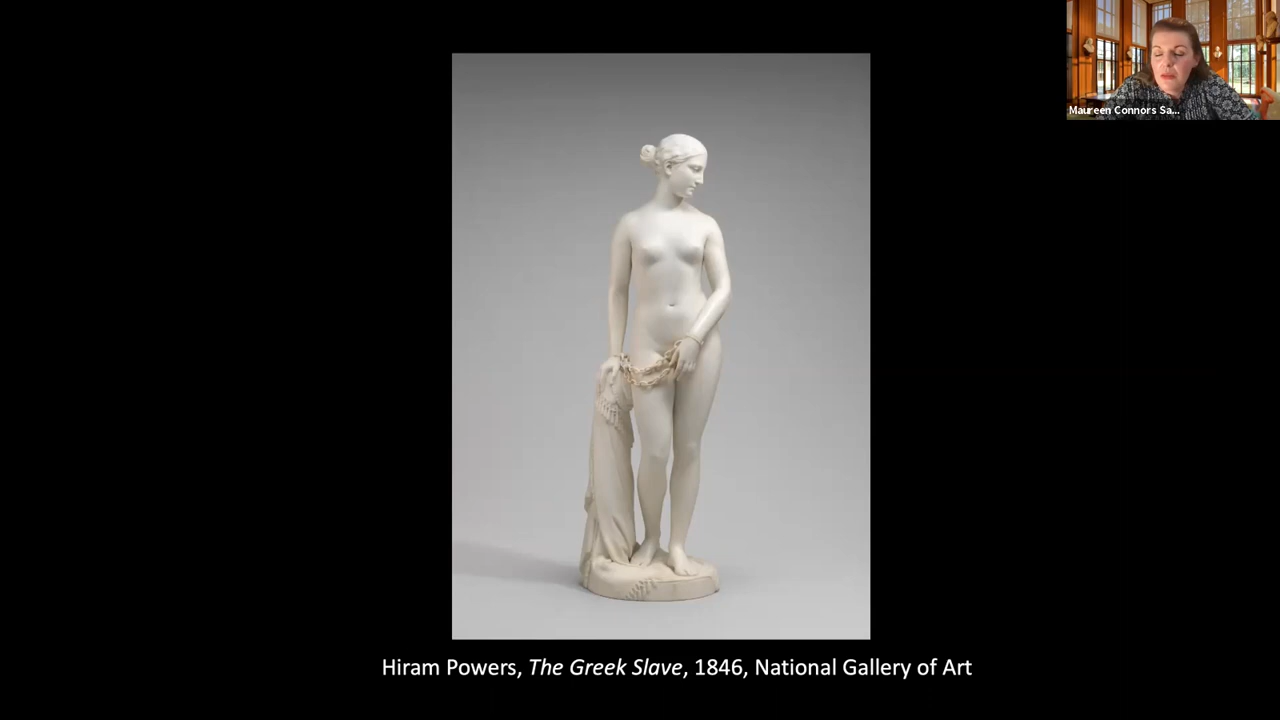 Maureen Connors Sa...
Hiram Powers, The Greek Slave, 1846, National Gallery of Art